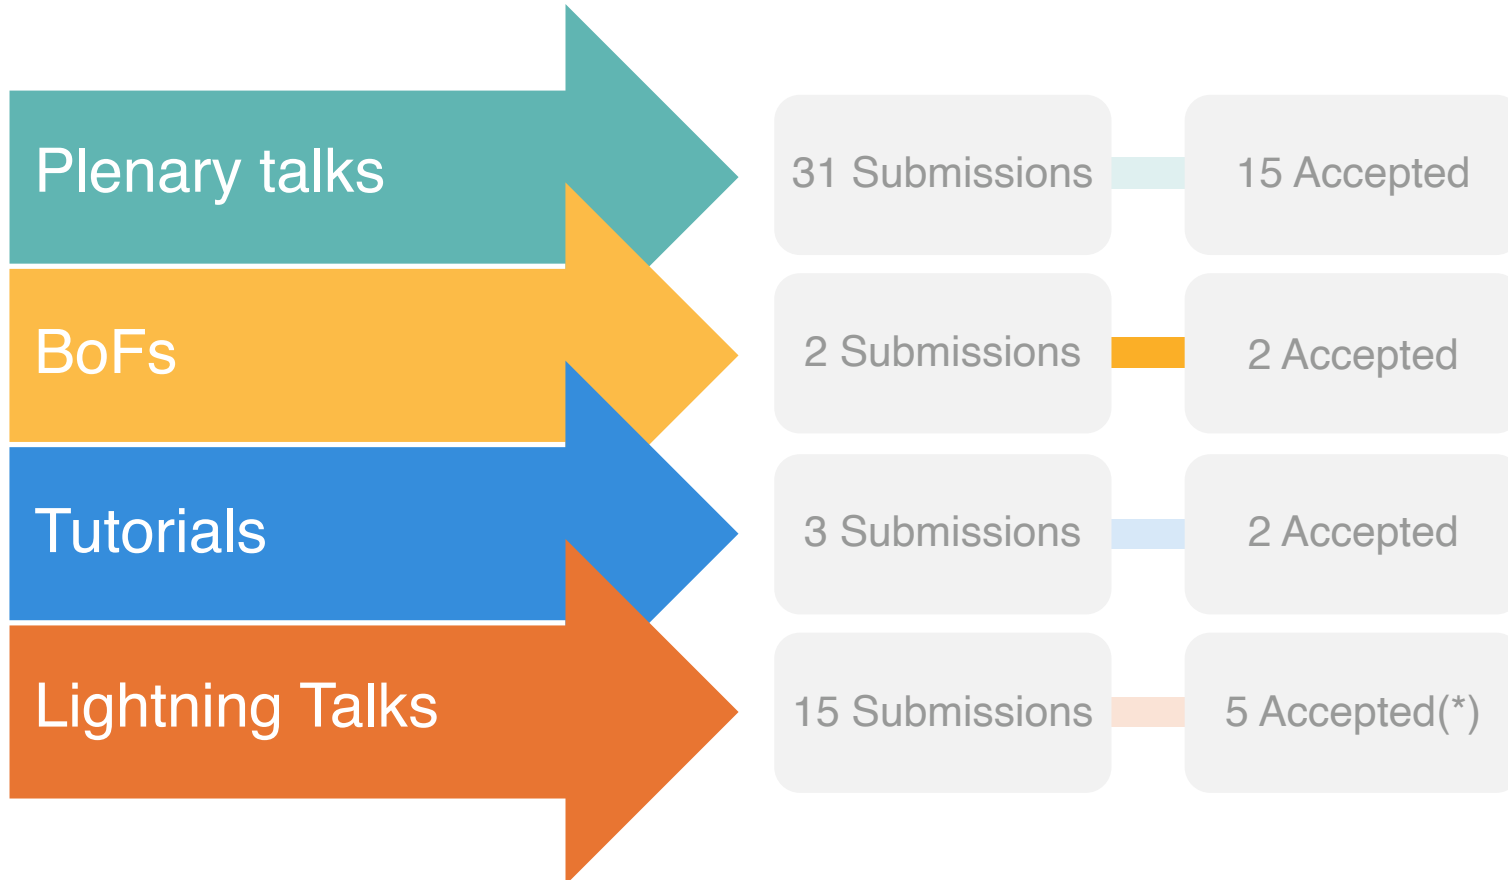 Plenary talks
31 Submissions
15 Accepted
BoFs
2 Submissions
2 Accepted
Tutorials
3 Submissions
2 Accepted
Lightning Talks
15 Submissions
5 Accepted(*)